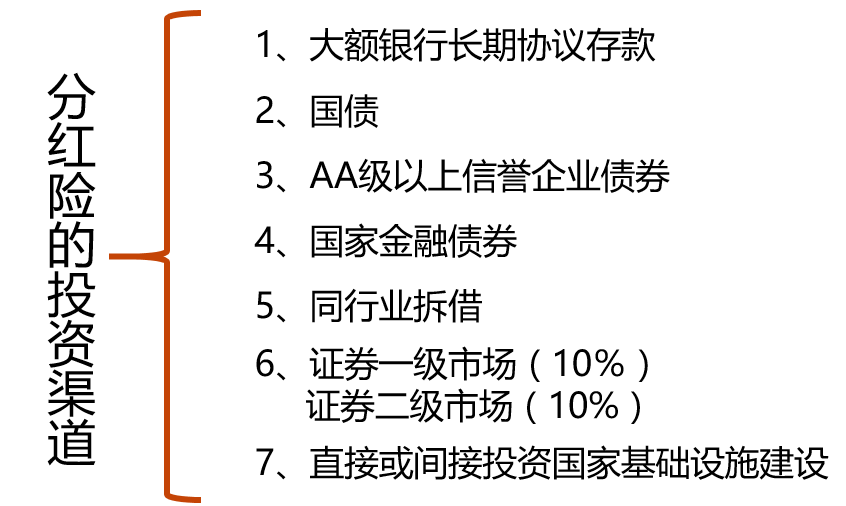 分红险的投资渠道
1、大额银行长期协议存款
2、国债
3、AA级以上信誉企业债券
4、国家金融债券
5、同行业拆借
6、证券一级市场（10%）
证券二级市场（10%）
7、直接或间接投资国家基础设施建设